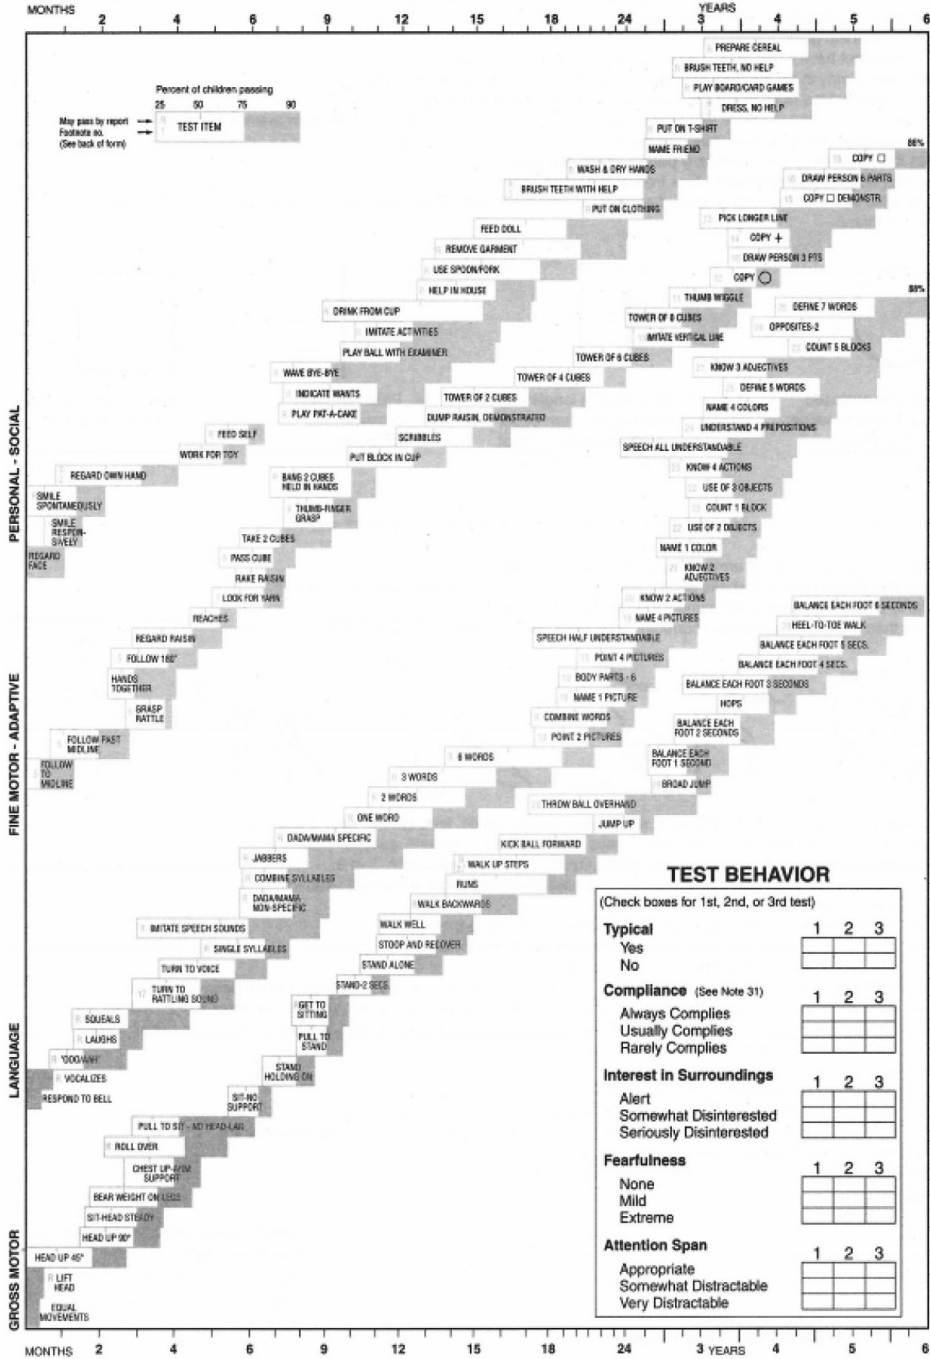 MONTHS
YEARS
2 4 6 9 12 15 18 24 3 4 5 6
Percent of children passing
25 50 75 90
May pass by report
Footnote no.
(See back of form)
R
TEST ITEM
1
PREPARE CEREAL
BRUSH TEETH, NO HELP
PLAY BOARD/CARD GAMES
DRESS, NO HELP
PUT ON T-SHIRT
NAME FRIEND
WASH & DRY HANDS
BRUSH TEETH WITH HELP
PUT ON CLOTHING
FEED DOLL
REMOVE GARMENT
USE SPOON/FORK
HELP IN HOUSE
DRINK FROM CUP
IMITATE ACTIVITIES
PLAY BALL WITH EXAMINER
WAVE BYE-BYE
INDICATE WANTS
PLAY PAT-A-CAKE
FEED SELF
WORK FOR TOY
REGARD OWN HAND
SMILE
SPONTANEOUSLY
SMILE
RESPON-
SIVELY
REGARD
FACE
PERSONAL - SOCIAL
86%
COPY □
DRAW PERSON 6 PARTS
COPY □ DEMONSTR.
PICK LONGER LINE
COPY +
DRAW PERSON 3 PTS
COPY ○
THUMB WIGGLE
TOWER OF 8 CUBES
IMITATE VERTICAL LINE
TOWER OF 6 CUBES
TOWER OF 4 CUBES
TOWER OF 2 CUBES
DUMP RAISIN, DEMONSTRATED
SCRIBBLES
PUT BLOCK IN CUP
BANG 2 CUBES
HELD IN HANDS
THUMB-FINGER
GRASP
TAKE 2 CUBES
PASS CUBE
RAKE RAISIN
LOOK FOR YARN
REACHES
REGARD RAISIN
FOLLOW 180°
HANDS
TOGETHER
GRASP
RATTLE
FOLLOW PAST
MIDLINE
FOLLOW
TO
MIDLINE
FINE MOTOR - ADAPTIVE
88%
DEFINE 7 WORDS
OPPOSITES-2
COUNT 5 BLOCKS
KNOW 3 ADJECTIVES
DEFINE 5 WORDS
NAME 4 COLORS
UNDERSTAND 4 PREPOSITIONS
SPEECH ALL UNDERSTANDABLE
KNOW 4 ACTIONS
USE OF 3 OBJECTS
COUNT 1 BLOCK
USE OF 2 OBJECTS
NAME 1 COLOR
KNOW 2
ADJECTIVES
KNOW 2 ACTIONS
NAME 4 PICTURES
SPEECH HALF UNDERSTANDABLE
POINT 4 PICTURES
BODY PARTS - 6
NAME 1 PICTURE
COMBINE WORDS
POINT 2 PICTURES
6 WORDS
3 WORDS
2 WORDS
ONE WORD
DADA/MAMA SPECIFIC
JABBERS
COMBINE SYLLABLES
DADA/MAMA
NON-SPECIFIC
IMITATE SPEECH SOUNDS
SINGLE SYLLABLES
TURN TO VOICE
TURN TO
RATTLING SOUND
SQUEALS
LAUGHS
"OOO/AAH"
VOCALIZES
RESPOND TO BELL
LANGUAGE
BALANCE EACH FOOT 6 SECONDS
HEEL-TO-TOE WALK
BALANCE EACH FOOT 5 SECS.
BALANCE EACH FOOT 4 SECS.
BALANCE EACH FOOT 3 SECONDS
HOPS
BALANCE EACH
FOOT 2 SECONDS
BALANCE EACH
FOOT 1 SECOND
BROAD JUMP
THROW BALL OVERHAND
JUMP UP
KICK BALL FORWARD
WALK UP STEPS
RUNS
WALK BACKWARDS
WALK WELL
STOOP AND RECOVER
STAND ALONE
STAND-2 SECS.
GET TO
SITTING
PULL TO
STAND
STAND
HOLDING ON
SIT-NO
SUPPORT
PULL TO SIT - NO HEAD-LAG
ROLL OVER
CHEST UP-ARM
SUPPORT
BEAR WEIGHT ON LEGS
SIT-HEAD STEADY
HEAD UP 90°
HEAD UP 45°
LIFT
HEAD
EQUAL
MOVEMENTS
GROSS MOTOR
TEST BEHAVIOR
(Check boxes for 1st, 2nd, or 3rd test)
Typical 1 2 3
Yes
No
Compliance (See Note 31) 1 2 3
Always Complies
Usually Complies
Rarely Complies
Interest in Surroundings 1 2 3
Alert
Somewhat Disinterested
Seriously Disinterested
Fearfulness 1 2 3
None
Mild
Extreme
Attention Span 1 2 3
Appropriate
Somewhat Distractable
Very Distractable
MONTHS 2 4 6 9 12 15 18 24 3 YEARS 4 5 6